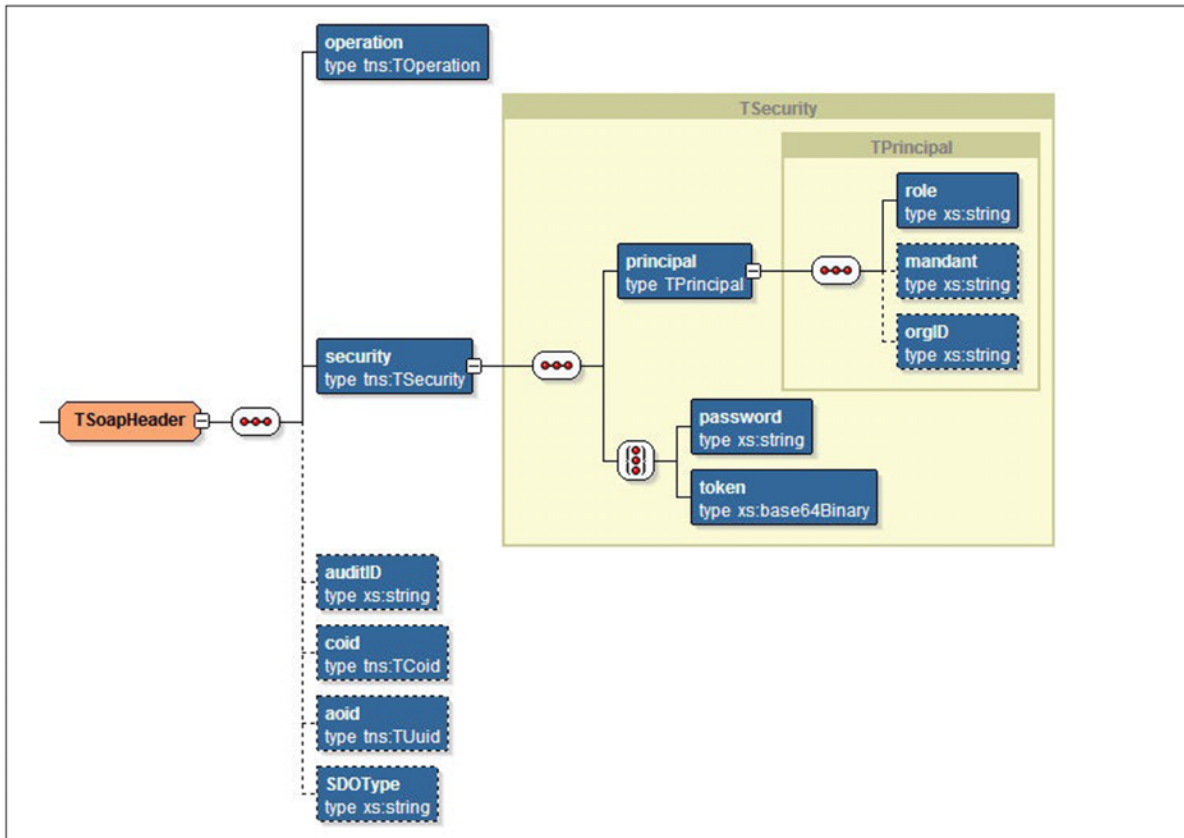 operation
type tns:TOperation
TSecurity
TPrincipal
role
type xs:string
principal
type TPrincipal
mandant
type xs:string
orgID
type xs:string
security
type tns:TSecurity
TSoapHeader
password
type xs:string
token
type xs:base64Binary
auditID
type xs:string
coid
type tns:TCoid
aoid
type tns:TUuid
SDOType
type xs:string